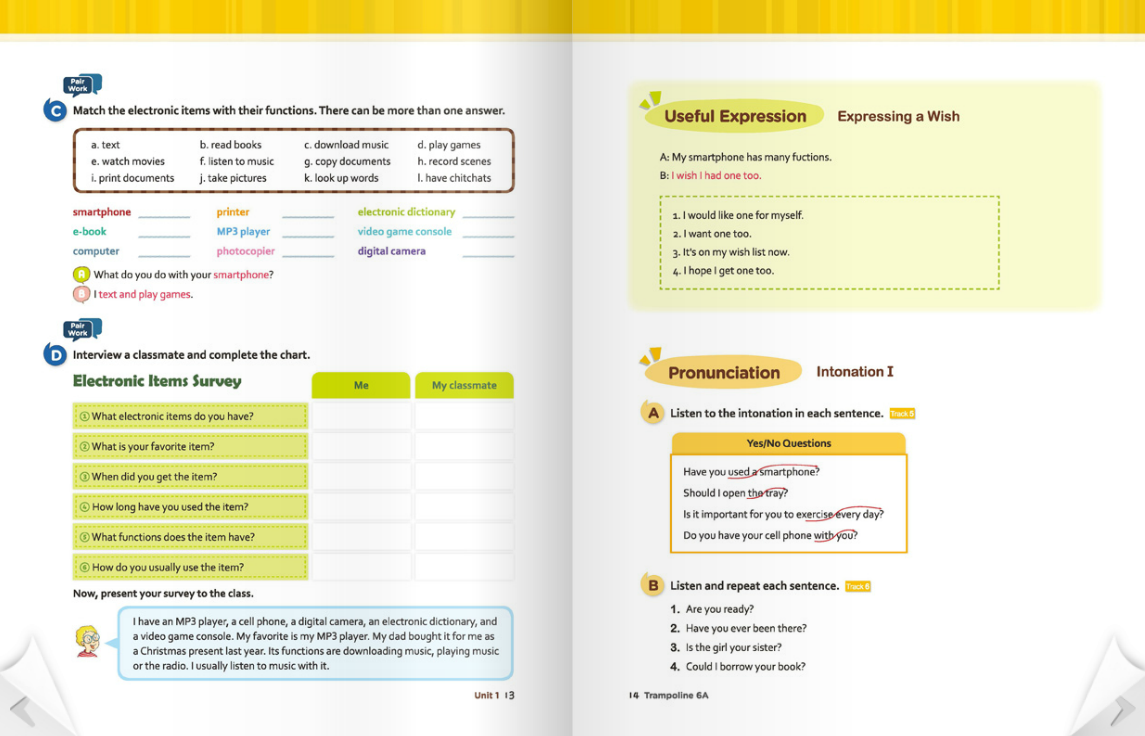 Pair
Work
C Match the electronic items with their functions. There can be more than one answer.
a. text b. read books c. download music d. play games
e. watch movies f. listen to music g. copy documents h. record scenes
i. print documents j. take pictures k. look up words l. have chitchats
smartphone ________ printer ________ electronic dictionary ________
e-book ________ MP3 player ________ video game console ________
computer ________ photocopier ________ digital camera ________
A What do you do with your smartphone?
B I text and play games.
Pair
Work
D Interview a classmate and complete the chart.
Electronic Items Survey Me My classmate
① What electronic items do you have?
② What is your favorite item?
③ When did you get the item?
④ How long have you used the item?
⑤ What functions does the item have?
⑥ How do you usually use the item?
Now, present your survey to the class.
I have an MP3 player, a cell phone, a digital camera, an electronic dictionary, and
a video game console. My favorite is my MP3 player. My dad bought it for me as
a Christmas present last year. Its functions are downloading music, playing music
or the radio. I usually listen to music with it.
Unit 1 13
Useful Expression Expressing a Wish
A: My smartphone has many fuctions.
B: I wish I had one too.
1. I would like one for myself.
2. I want one too.
3. It's on my wish list now.
4. I hope I get one too.
Pronunciation Intonation I
A Listen to the intonation in each sentence. Track 5
Yes/No Questions
Have you used a smartphone?
Should I open the tray?
Is it important for you to exercise every day?
Do you have your cell phone with you?
B Listen and repeat each sentence. Track 6
1. Are you ready?
2. Have you ever been there?
3. Is the girl your sister?
4. Could I borrow your book?
14 Trampoline 6A